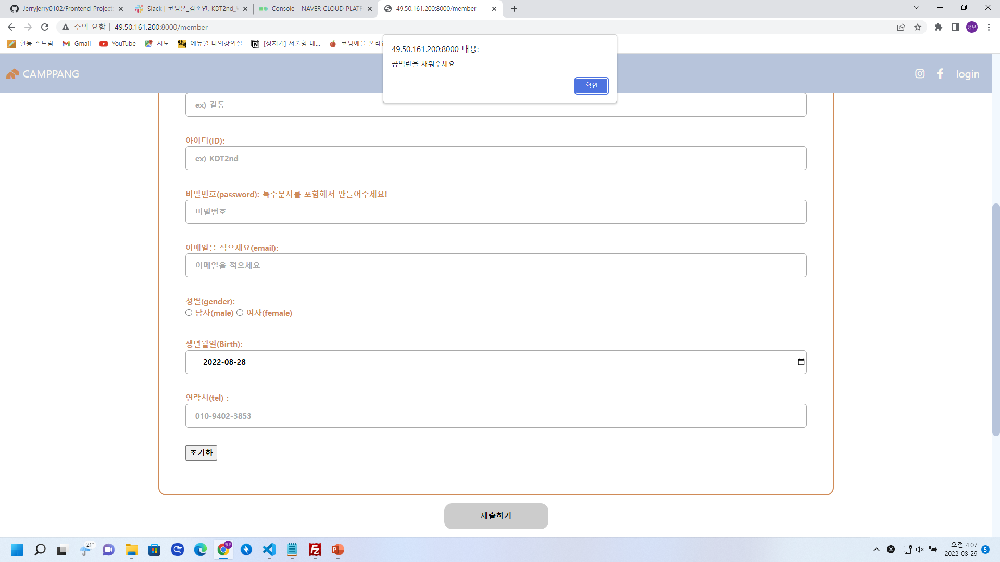 Jerryjerry0102/Frontend-Project
Slack | 코딩온_김소연, KDT2nd_
Console - NAVER CLOUD PLATF
49.50.161.200:8000/member
주의 요함 | 49.50.161.200:8000/member
정우
활동 스트림
Gmail
YouTube
지도
에듀윌 나의강의실
[정처기] 서술형 대...
코딩애플 온라인
49.50.161.200:8000 내용:
공백란을 채워주세요
확인
CAMPPANG
login
ex) 길동
아이디(ID):
ex) KDT2nd
비밀번호(password): 특수문자를 포함해서 만들어주세요!
비밀번호
이메일을 적으세요(email):
이메일을 적으세요
성별(gender):
남자(male) 여자(female)
생년월일(Birth):
2022-08-28
연락처(tel) :
010-9402-3853
초기화
제출하기
21°
오전 4:07
2022-08-29
5